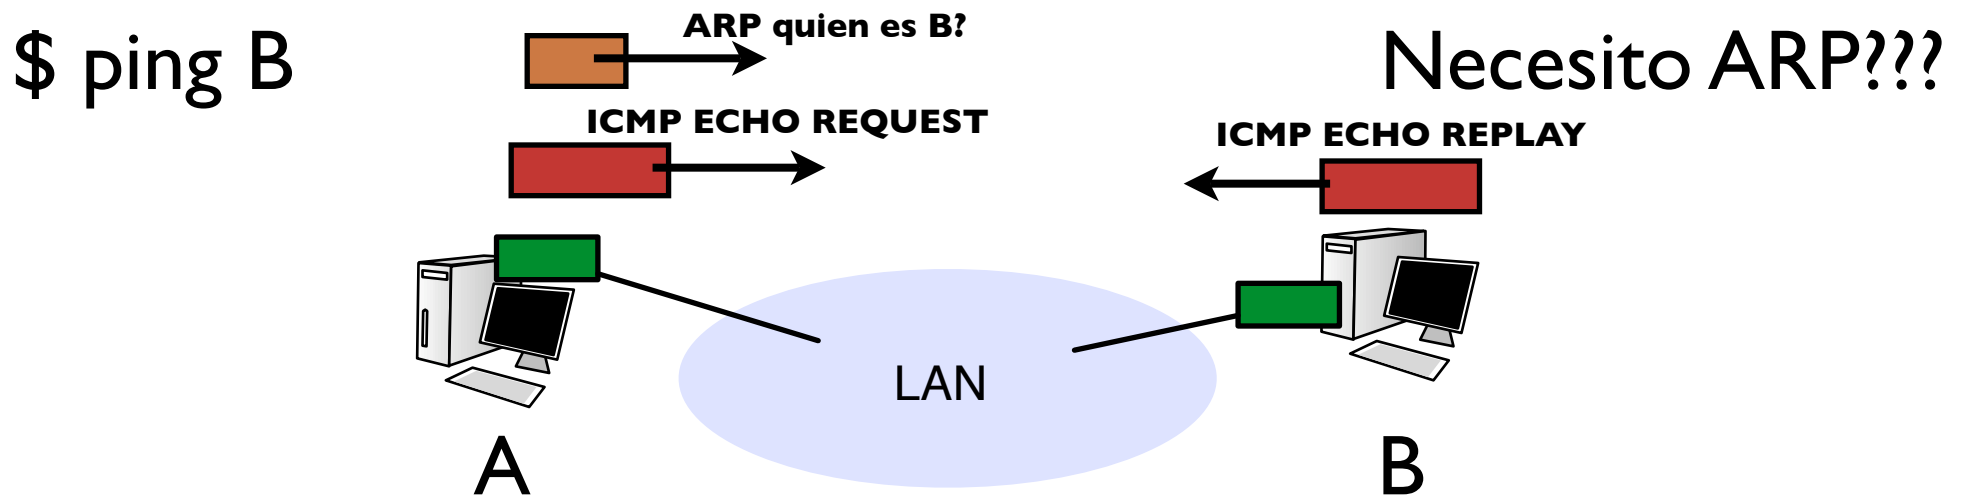 $ ping B
ARP quien es B?
Necesito ARP???
ICMP ECHO REQUEST
ICMP ECHO REPLAY
LAN
A
B